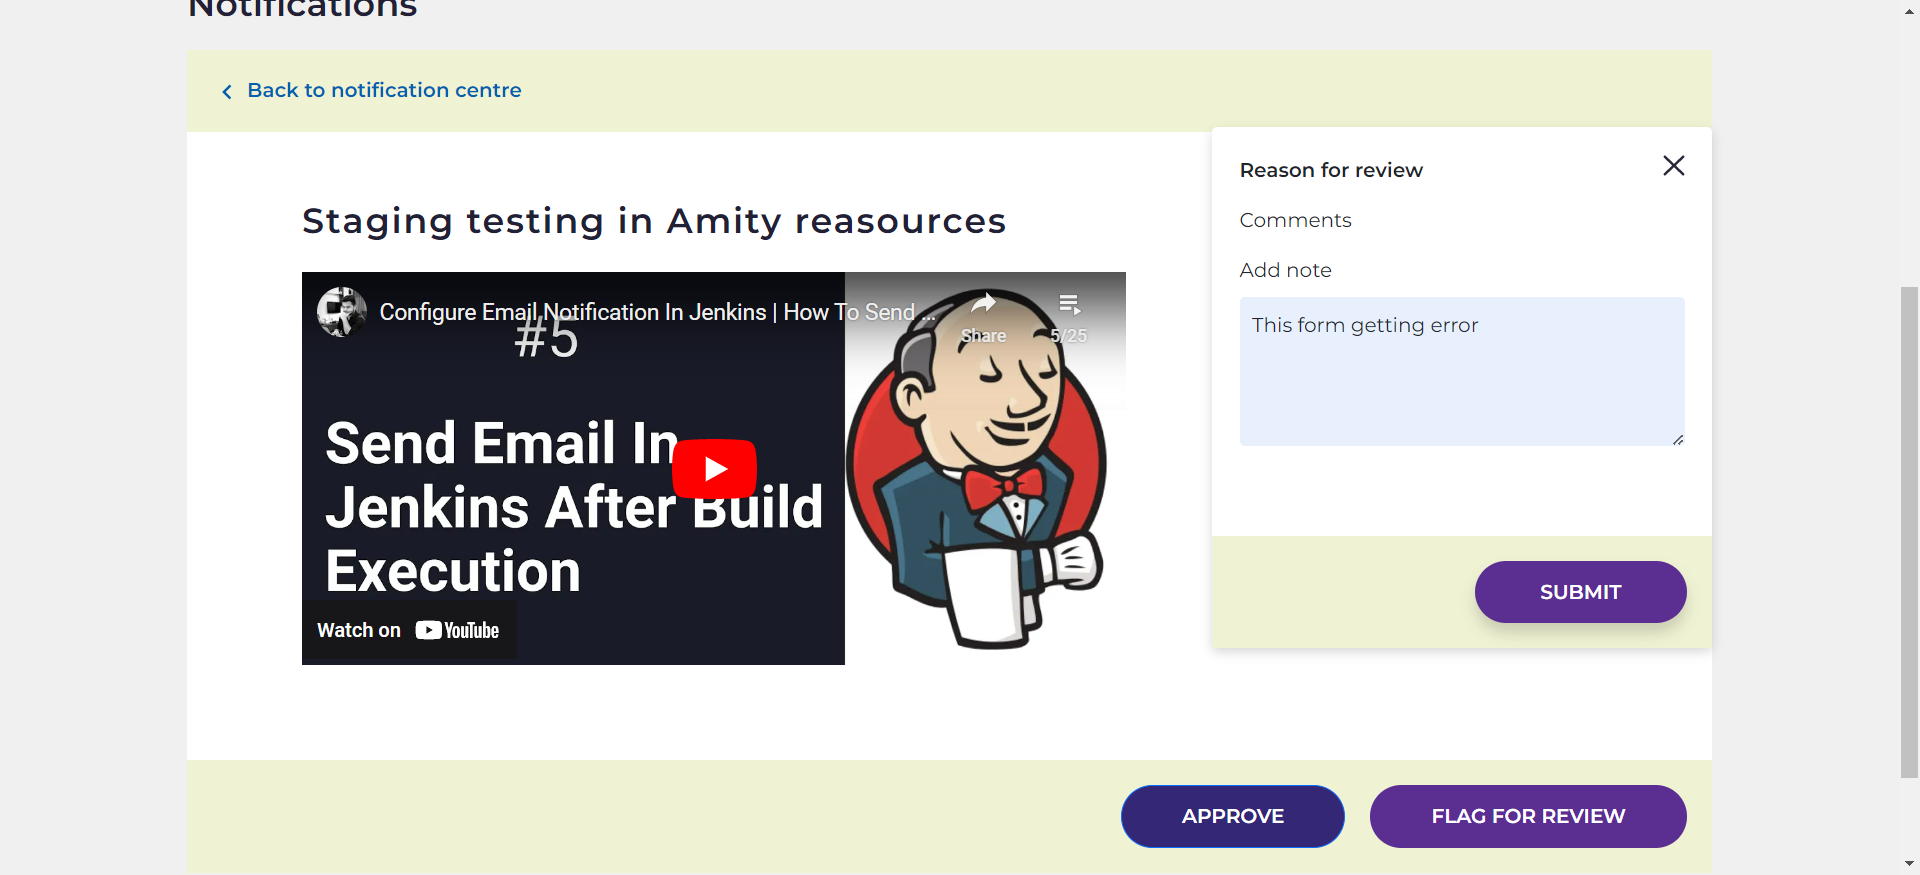 Notifications
Back to notification centre
Staging testing in Amity reasources
Configure Email Notification In Jenkins | How To Send ...
Share
5/25
#5
Send Email In
Jenkins After Build
Execution
Watch on YouTube
Reason for review
Comments
Add note
This form getting error
SUBMIT
APPROVE
FLAG FOR REVIEW